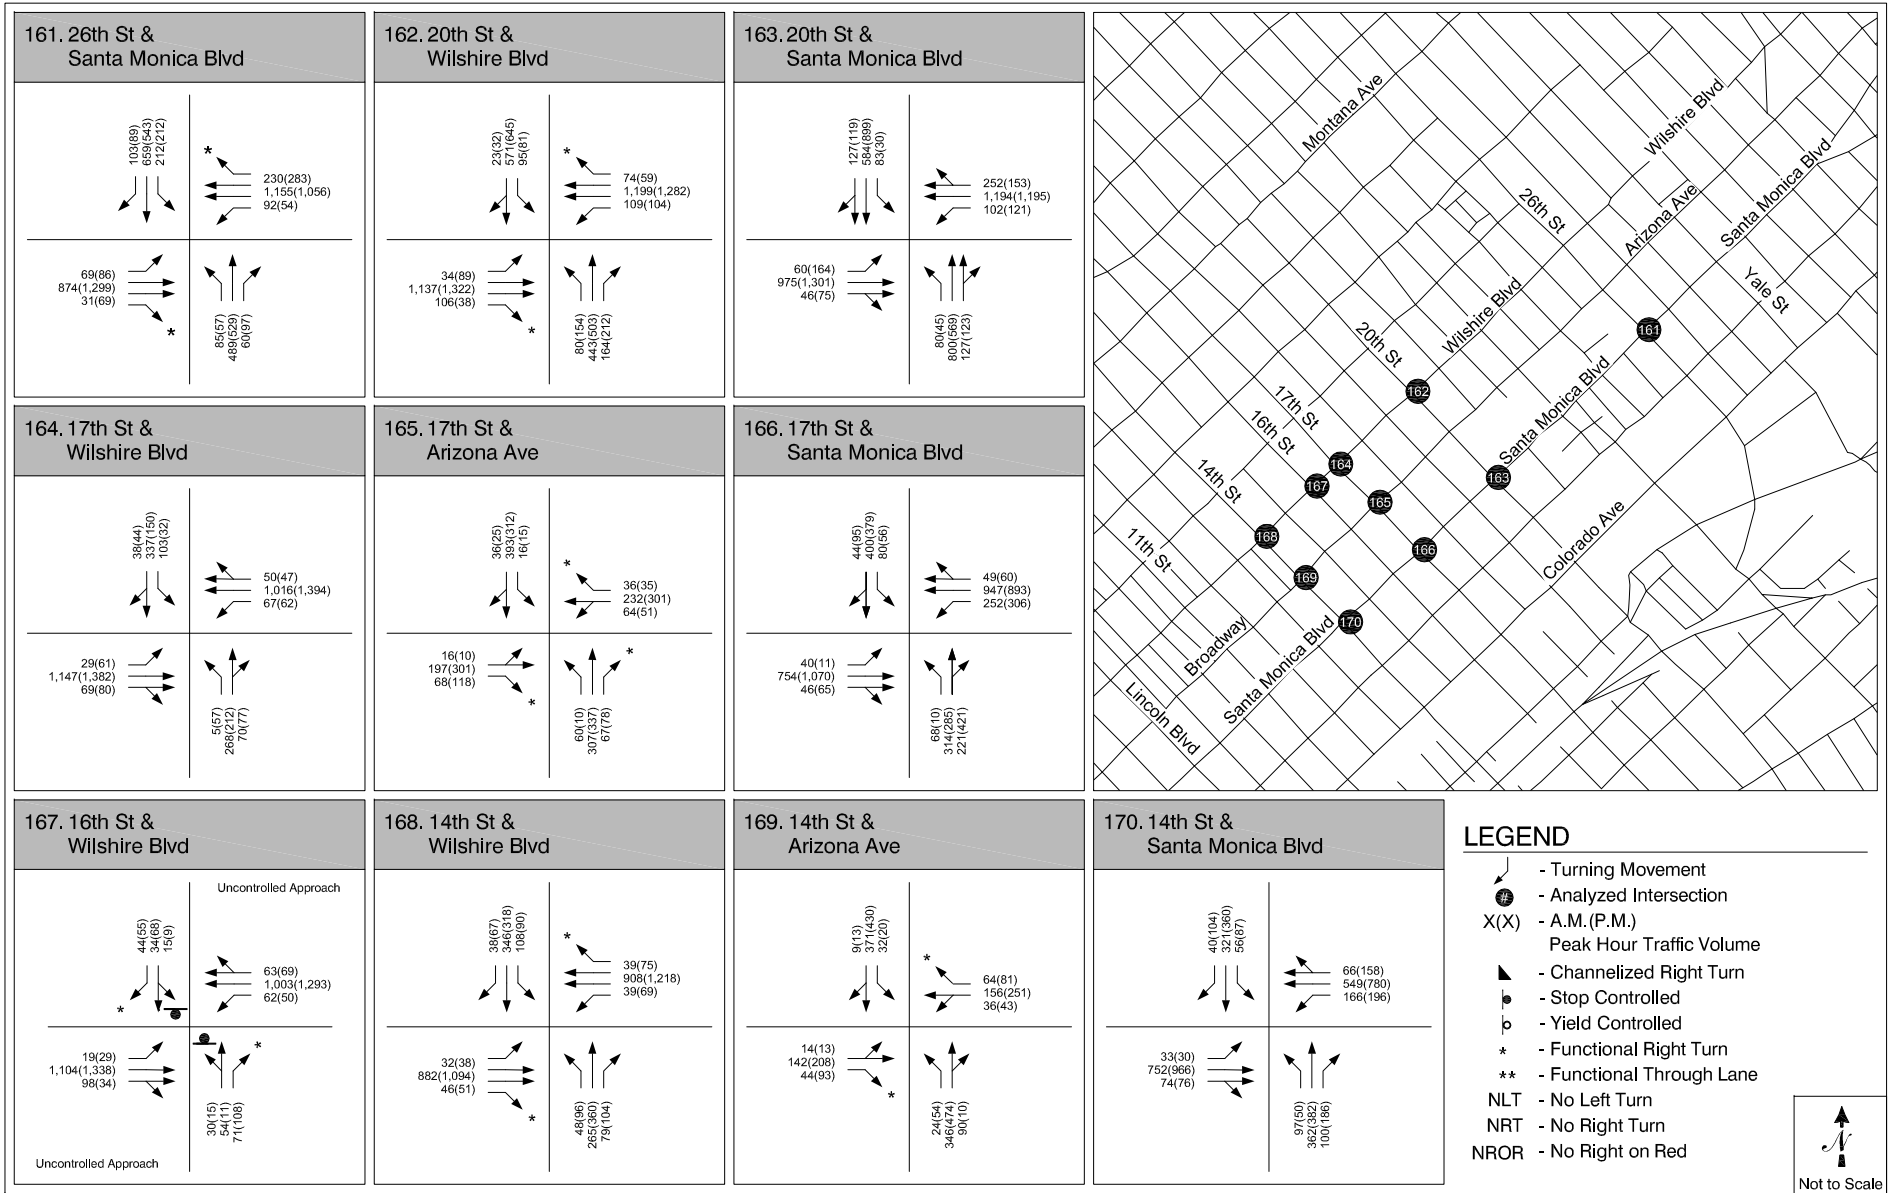 161. 26th St &
Santa Monica Blvd
103(89)
659(543)
212(212)
*
230(283)
1,155(1,056)
92(54)
69(86)
874(1,299)
31(69)
*
85(57)
489(529)
60(97)
162. 20th St &
Wilshire Blvd
23(32)
571(645)
95(81)
*
74(59)
1,199(1,282)
109(104)
34(89)
1,137(1,322)
106(38)
*
80(154)
443(503)
164(212)
163. 20th St &
Santa Monica Blvd
127(119)
584(899)
83(30)
252(153)
1,194(1,195)
102(121)
60(164)
975(1,301)
46(75)
80(45)
800(569)
127(123)
164. 17th St &
Wilshire Blvd
38(44)
337(150)
103(32)
50(47)
1,016(1,394)
67(62)
29(61)
1,147(1,382)
69(80)
5(57)
268(212)
70(77)
165. 17th St &
Arizona Ave
36(25)
393(312)
16(15)
*
36(35)
232(301)
64(51)
16(10)
197(301)
68(118)
*
60(10)
307(337)
67(78)
*
166. 17th St &
Santa Monica Blvd
44(95)
400(379)
80(56)
49(60)
947(893)
252(306)
40(11)
754(1,070)
46(65)
68(10)
314(285)
221(421)
167. 16th St &
Wilshire Blvd
Uncontrolled Approach
44(55)
34(68)
15(9)
*
63(69)
1,003(1,293)
62(50)
19(29)
1,104(1,338)
98(34)
30(15)
54(11)
71(108)
*
Uncontrolled Approach
168. 14th St &
Wilshire Blvd
38(67)
346(318)
108(90)
*
39(75)
908(1,218)
39(69)
32(38)
882(1,094)
46(51)
*
48(96)
265(360)
79(104)
169. 14th St &
Arizona Ave
9(13)
371(430)
32(20)
*
64(81)
156(251)
36(43)
14(13)
142(208)
44(93)
*
24(54)
346(474)
90(10)
170. 14th St &
Santa Monica Blvd
40(104)
321(360)
56(87)
66(158)
549(780)
166(196)
33(30)
752(966)
74(76)
97(50)
362(382)
100(186)
Montana Ave
Wilshire Blvd
26th St
Arizona Ave
Santa Monica Blvd
Yale St
20th St
Wilshire Blvd
161
162
Santa Monica Blvd
17th St
16th St
14th St
11th St
164
167
165
163
168
166
169
170
Colorado Ave
Broadway
Santa Monica Blvd
Lincoln Blvd
LEGEND
- Turning Movement
# - Analyzed Intersection
X(X) - A.M.(P.M.)
Peak Hour Traffic Volume
- Channelized Right Turn
- Stop Controlled
- Yield Controlled
* - Functional Right Turn
** - Functional Through Lane
NLT - No Left Turn
NRT - No Right Turn
NROR - No Right on Red
N
Not to Scale